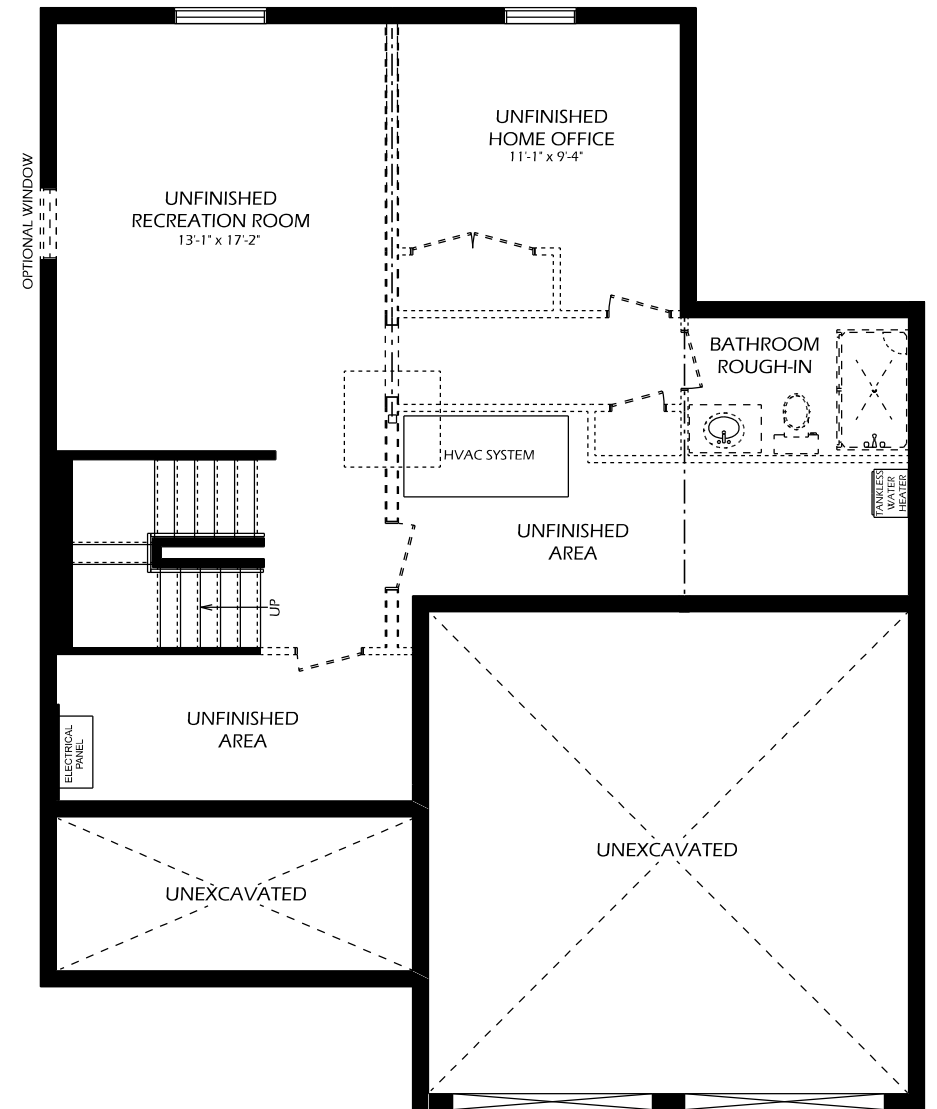 UNFINISHED
HOME OFFICE
11'-1" x 9'-4"
OPTIONAL WINDOW
UNFINISHED
RECREATION ROOM
13'-1" x 17'-2"
BATHROOM
ROUGH-IN
HVAC SYSTEM
TANKLESS
WATER
HEATER
UNFINISHED
AREA
UP
UNFINISHED
AREA
ELECTRICAL
PANEL
UNEXCAVATED
UNEXCAVATED